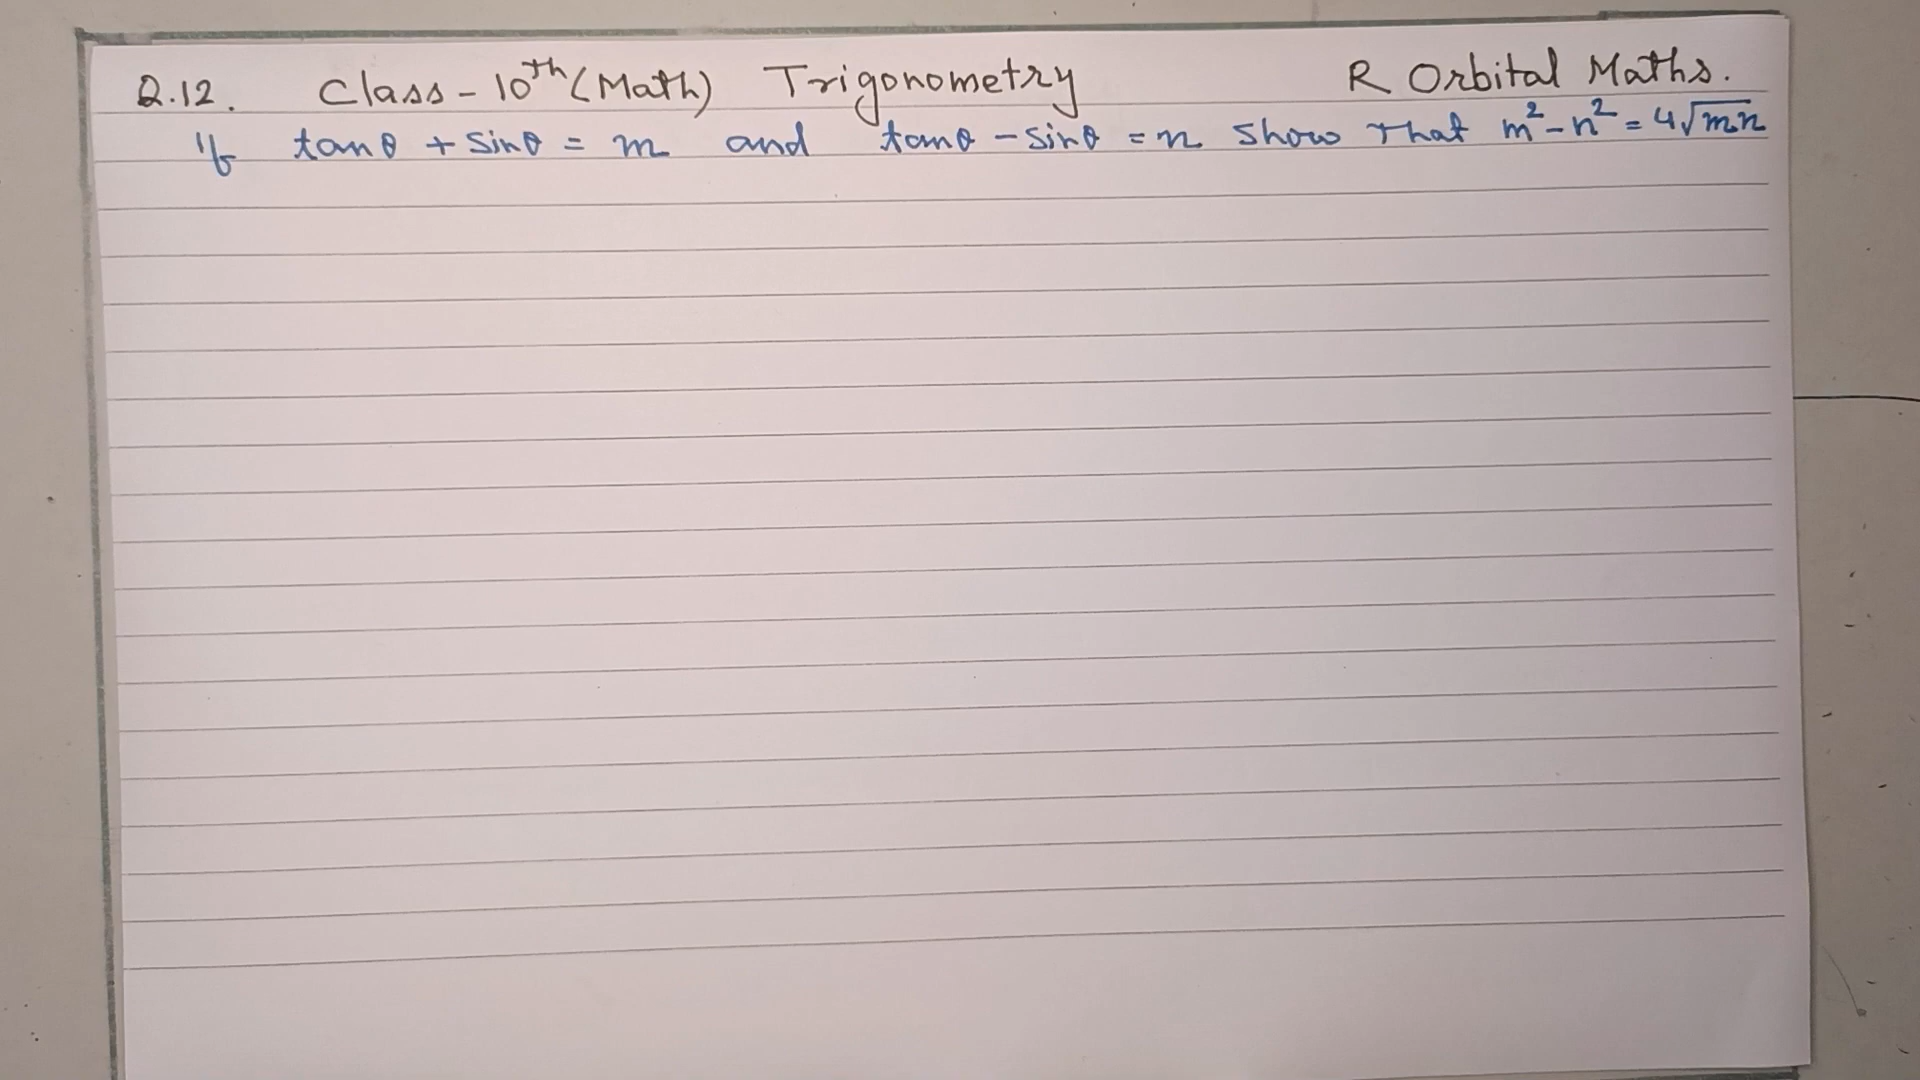 Q.12. Class - 10th (Math) Trigonometry R Orbital Maths.
If tanθ + Sinθ = m and tanθ - Sinθ = n Show That m² - n² = 4√mn